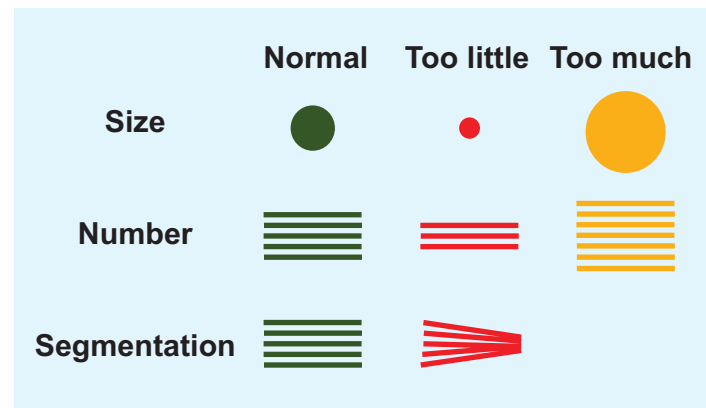 Normal Too little Too much
Size
Number
Segmentation